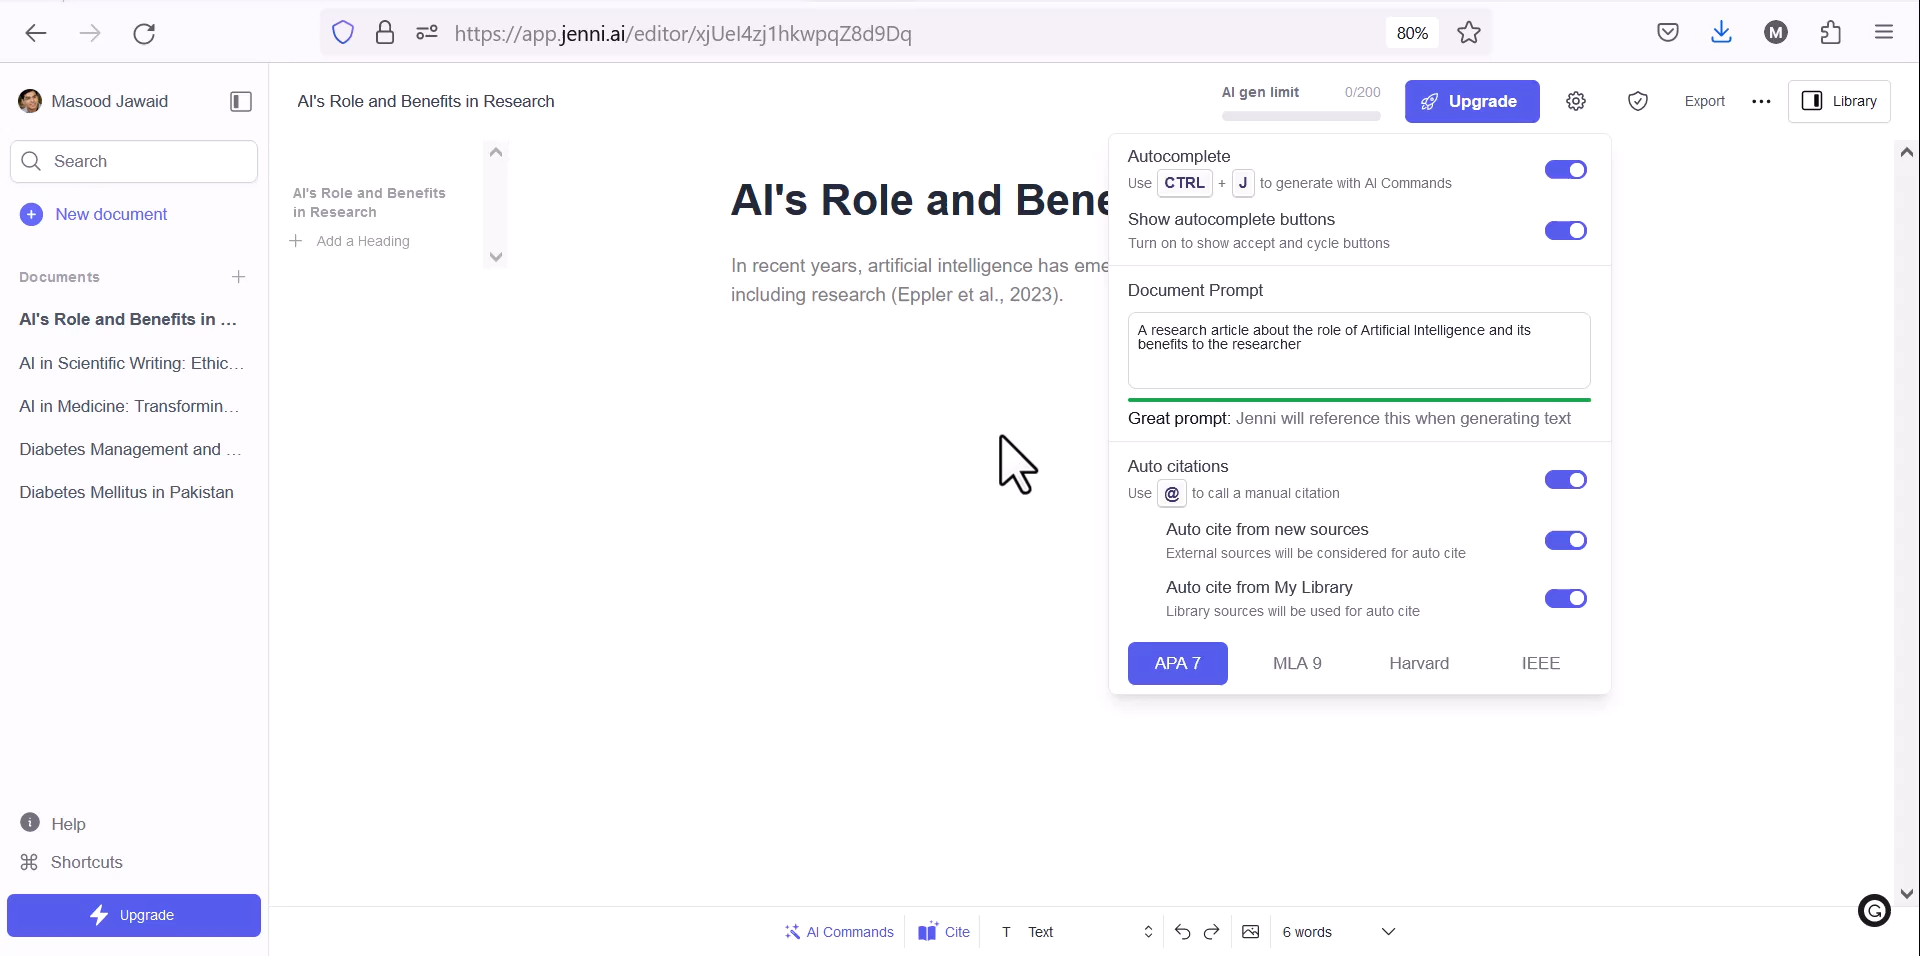 https://app.jenni.ai/editor/xjUel4zj1hkwpqZ8d9Dq
80%
M
Masood Jawaid
Search
New document
Documents
AI's Role and Benefits in ...
AI in Scientific Writing: Ethic...
AI in Medicine: Transformin...
Diabetes Management and ...
Diabetes Mellitus in Pakistan
Help
Shortcuts
Upgrade
AI's Role and Benefits in Research
AI gen limit 0/200
Upgrade
Export
Library
AI's Role and Benefits
in Research
Add a Heading
AI's Role and Bene
In recent years, artificial intelligence has eme
including research (Eppler et al., 2023).
Autocomplete
Use CTRL + J to generate with AI Commands
Show autocomplete buttons
Turn on to show accept and cycle buttons
Document Prompt
A research article about the role of Artificial Intelligence and its
benefits to the researcher
Great prompt: Jenni will reference this when generating text
Auto citations
Use @ to call a manual citation
Auto cite from new sources
External sources will be considered for auto cite
Auto cite from My Library
Library sources will be used for auto cite
APA 7 MLA 9 Harvard IEEE
AI Commands Cite T Text 6 words